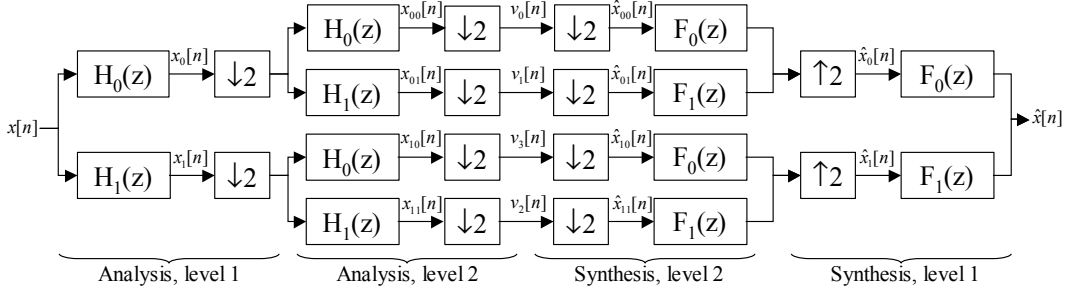 x₀₀[n] v₀[n] x̂₀₀[n]
H₀(z) ↓2 ↓2 F₀(z)
x₀[n] x̂₀[n]
H₀(z) ↓2 ↑2 F₀(z)
x₀₁[n] v₁[n] x̂₀₁[n]
H₁(z) ↓2 ↓2 F₁(z)
x[n] x̂[n]
x₁₀[n] v₃[n] x̂₁₀[n]
H₀(z) ↓2 ↓2 F₀(z)
x₁[n] x̂₁[n]
H₁(z) ↓2 ↑2 F₁(z)
x₁₁[n] v₂[n] x̂₁₁[n]
H₁(z) ↓2 ↓2 F₁(z)
Analysis, level 1 Analysis, level 2 Synthesis, level 2 Synthesis, level 1